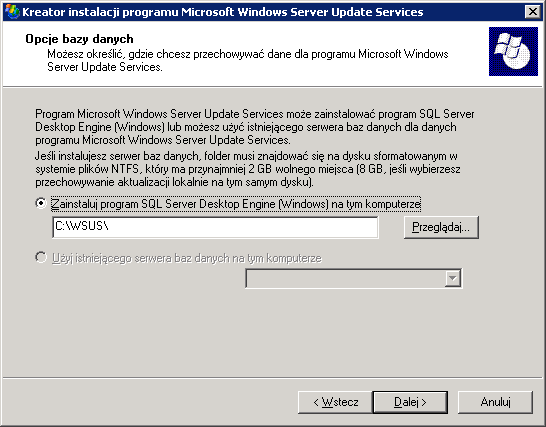 Kreator instalacji programu Microsoft Windows Server Update Services
Opcje bazy danych
Możesz określić, gdzie chcesz przechowywać dane dla programu Microsoft Windows
Server Update Services.
Program Microsoft Windows Server Update Services może zainstalować program SQL Server
Desktop Engine (Windows) lub możesz użyć istniejącego serwera baz danych dla danych
programu Microsoft Windows Server Update Services.
Jeśli instalujesz serwer baz danych, folder musi znajdować się na dysku sformatowanym w
systemie plików NTFS, który ma przynajmniej 2 GB wolnego miejsca (8 GB, jeśli wybierzesz
przechowywanie aktualizacji lokalnie na tym samym dysku).
Zainstaluj program SQL Server Desktop Engine (Windows) na tym komputerze
C:\WSUS\
Przeglądaj...
Użyj istniejącego serwera baz danych na tym komputerze
< Wstecz
Dalej >
Anuluj